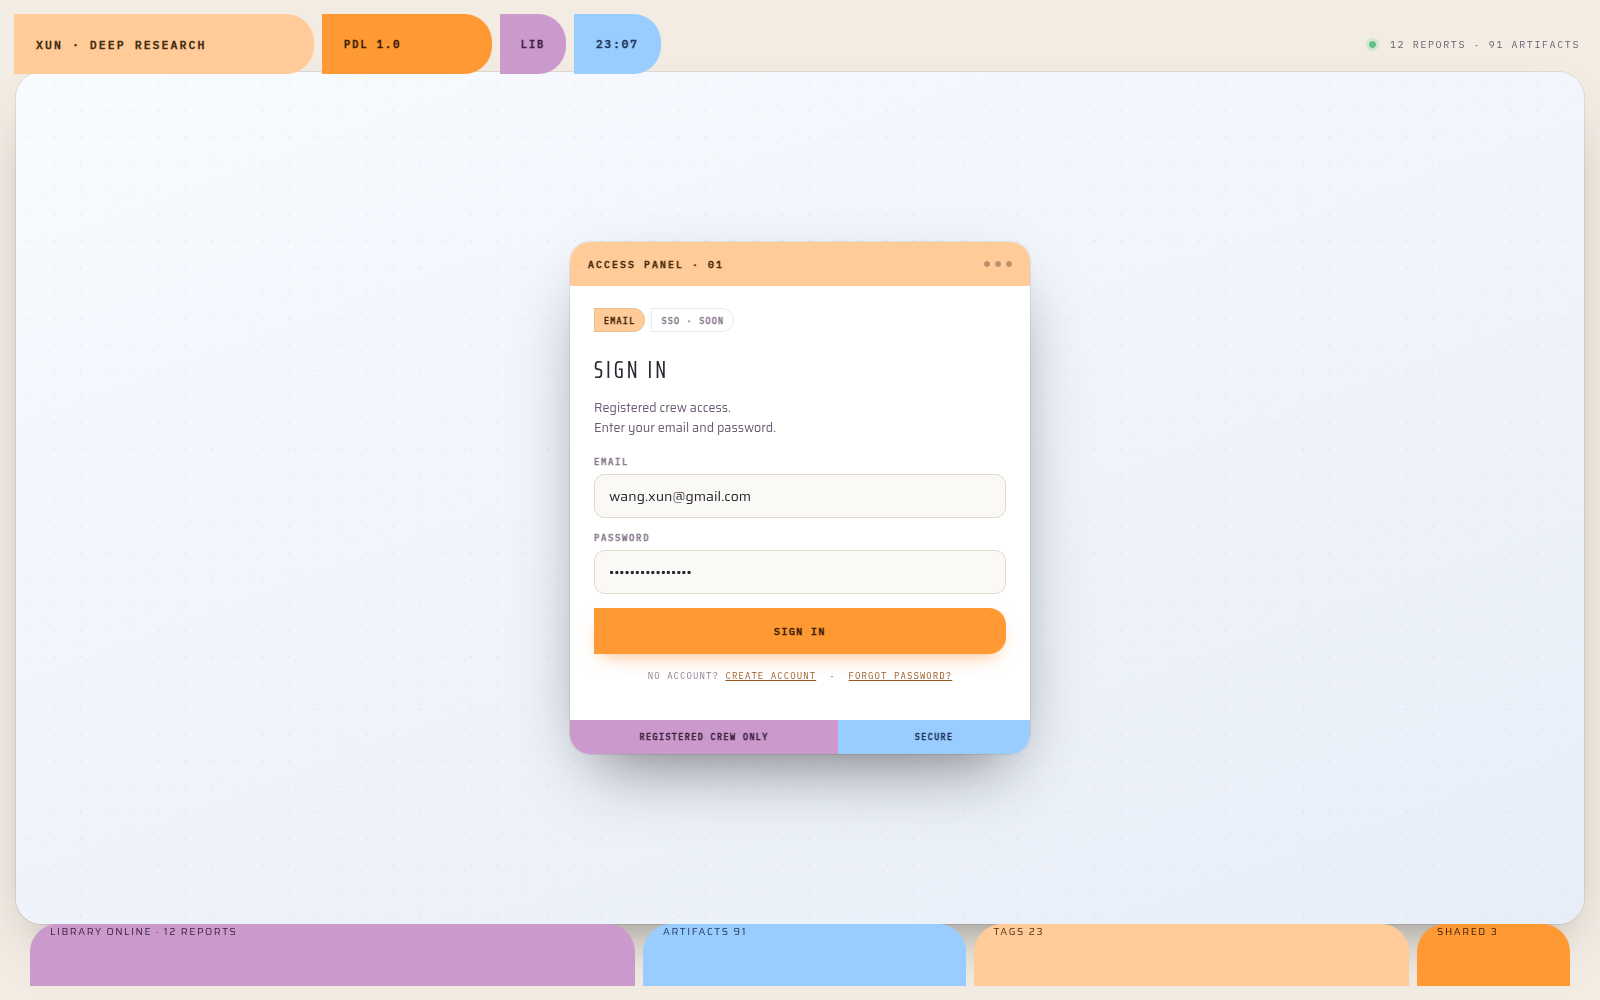 XUN · DEEP RESEARCH
PDL 1.0
LIB
23:07
12 REPORTS · 91 ARTIFACTS
ACCESS PANEL · 01
EMAIL
SSO · SOON
SIGN IN
Registered crew access.
Enter your email and password.
EMAIL
wang.xun@gmail.com
PASSWORD
••••••••••••••••
SIGN IN
NO ACCOUNT? CREATE ACCOUNT · FORGOT PASSWORD?
REGISTERED CREW ONLY
SECURE
LIBRARY ONLINE · 12 REPORTS
ARTIFACTS 91
TAGS 23
SHARED 3